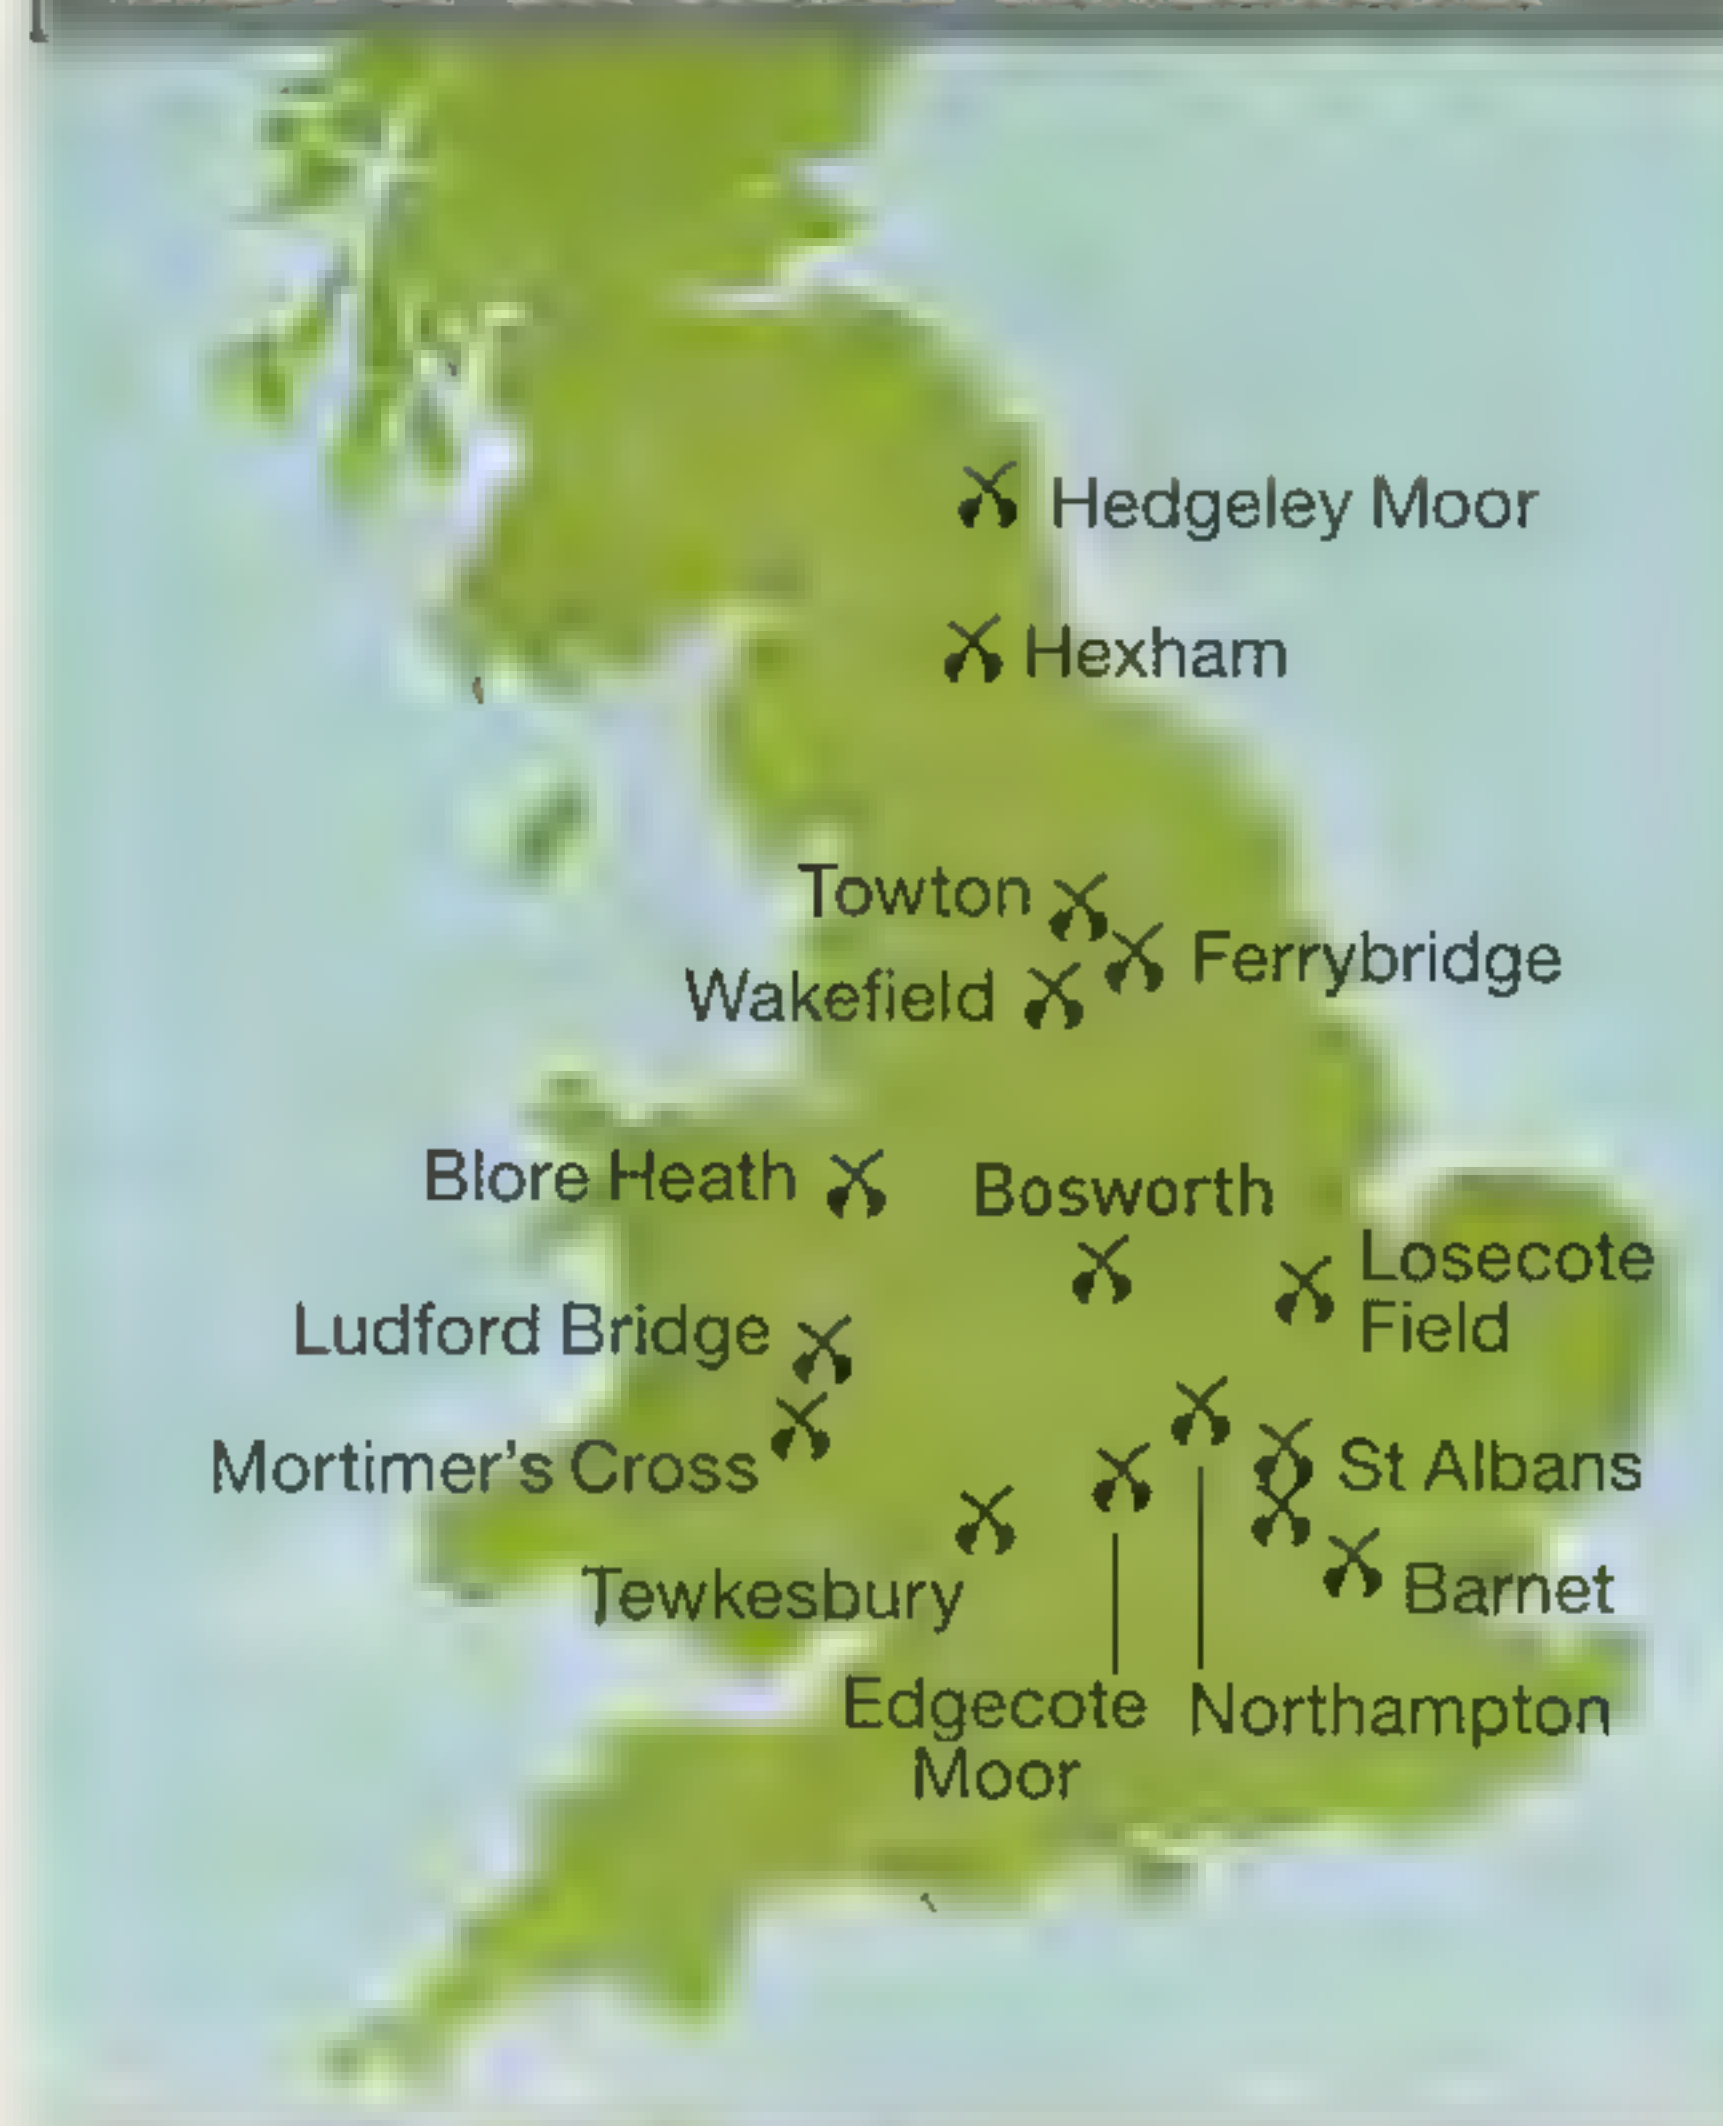 Hedgeley Moor
Hexham
Towton
Ferrybridge
Wakefield
Blore Heath
Bosworth
Losecote
Field
Ludford Bridge
Mortimer's Cross
St Albans
Tewkesbury
Barnet
Edgecote
Moor
Northampton